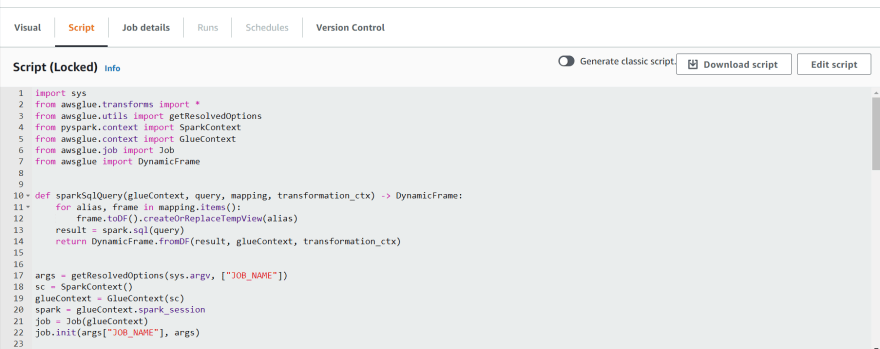 Visual Script Job details Runs Schedules Version Control
Script (Locked) Info Generate classic script. Download script Edit script
1 import sys
2 from awsglue.transforms import *
3 from awsglue.utils import getResolvedOptions
4 from pyspark.context import SparkContext
5 from awsglue.context import GlueContext
6 from awsglue.job import Job
7 from awsglue import DynamicFrame
8
9
10 def sparkSqlQuery(glueContext, query, mapping, transformation_ctx) -> DynamicFrame:
11     for alias, frame in mapping.items():
12         frame.toDF().createOrReplaceTempView(alias)
13     result = spark.sql(query)
14     return DynamicFrame.fromDF(result, glueContext, transformation_ctx)
15
16
17 args = getResolvedOptions(sys.argv, ["JOB_NAME"])
18 sc = SparkContext()
19 glueContext = GlueContext(sc)
20 spark = glueContext.spark_session
21 job = Job(glueContext)
22 job.init(args["JOB_NAME"], args)
23